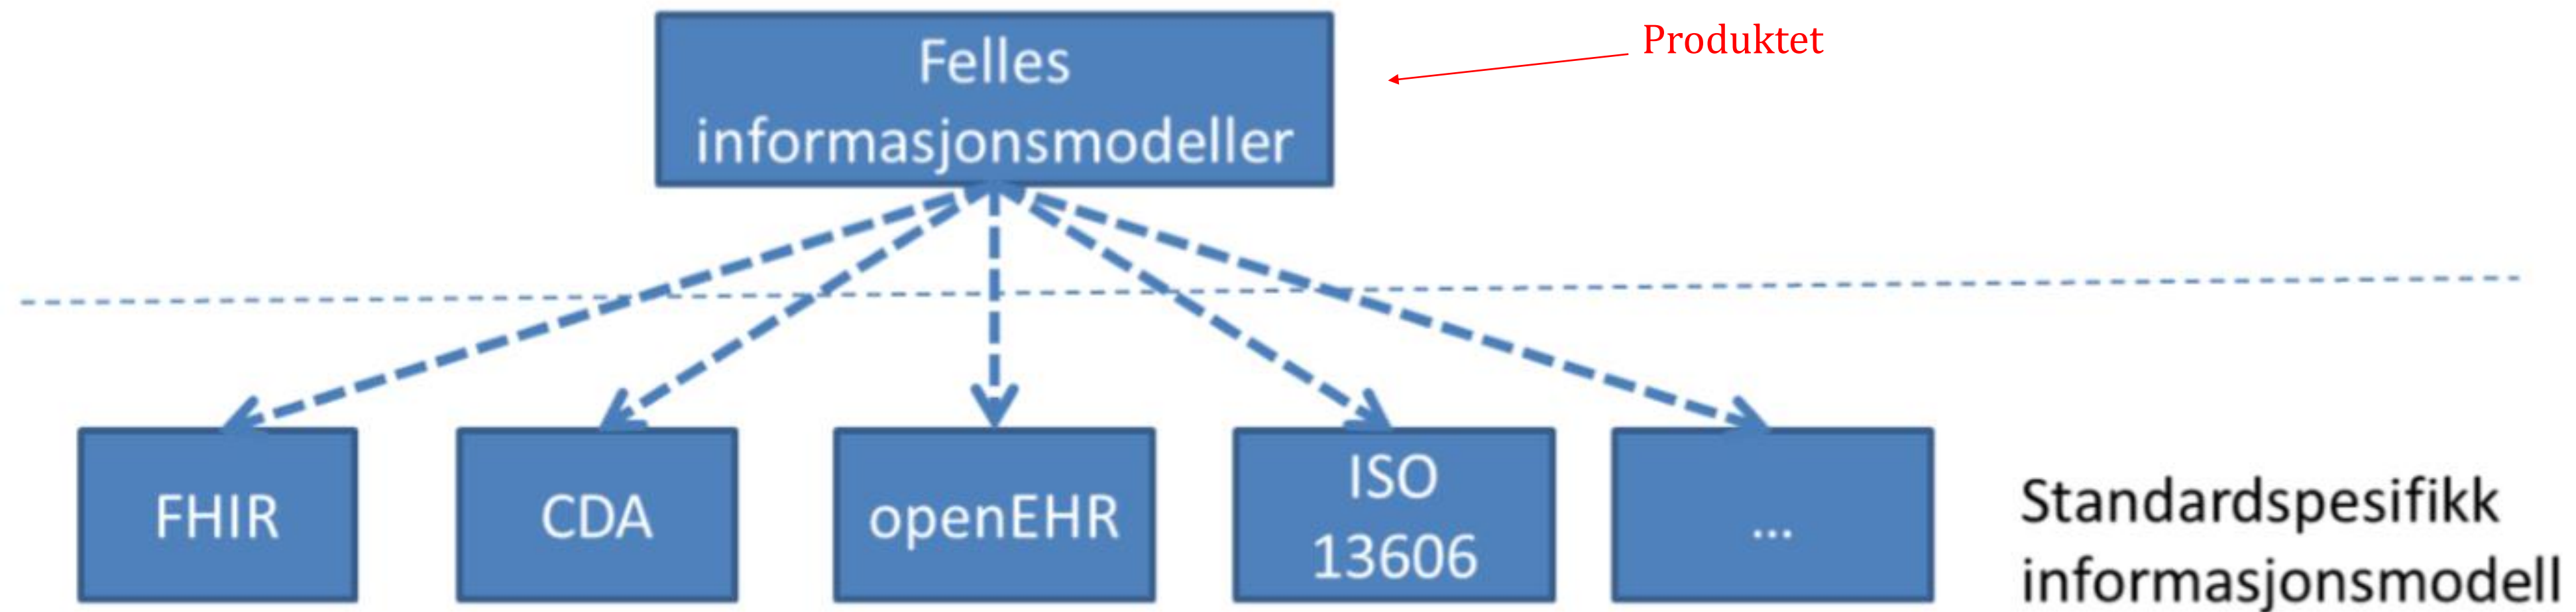 Felles
informasjonsmodeller
Produktet
FHIR
CDA
openEHR
ISO
13606
...
Standardspesifikk
informasjonsmodell